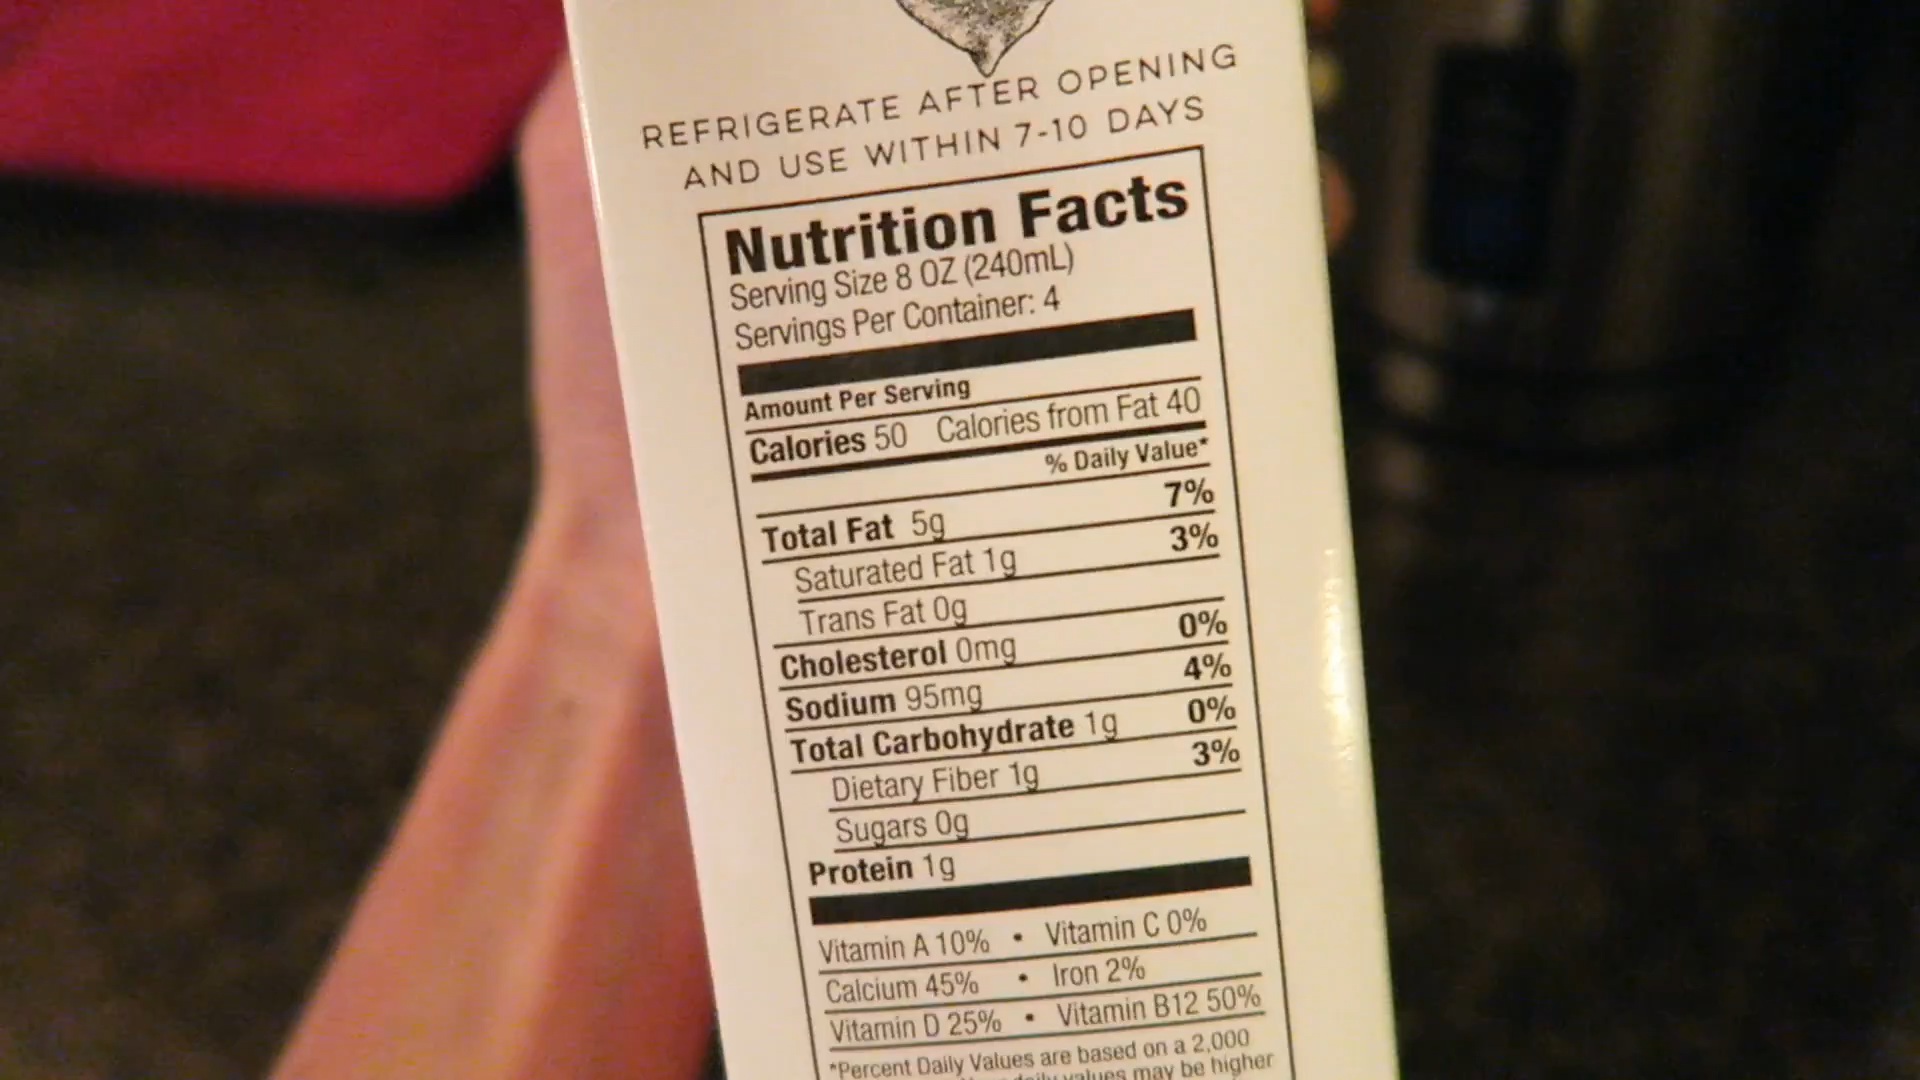 REFRIGERATE AFTER OPENING
AND USE WITHIN 7-10 DAYS
Nutrition Facts
Serving Size 8 OZ (240mL)
Servings Per Container: 4
Amount Per Serving
Calories 50 Calories from Fat 40
% Daily Value*
Total Fat 5g 7%
Saturated Fat 1g 3%
Trans Fat 0g
Cholesterol 0mg 0%
Sodium 95mg 4%
Total Carbohydrate 1g 0%
Dietary Fiber 1g 3%
Sugars 0g
Protein 1g
Vitamin A 10% • Vitamin C 0%
Calcium 45% • Iron 2%
Vitamin D 25% • Vitamin B12 50%
*Percent Daily Values are based on a 2,000
daily values may be higher